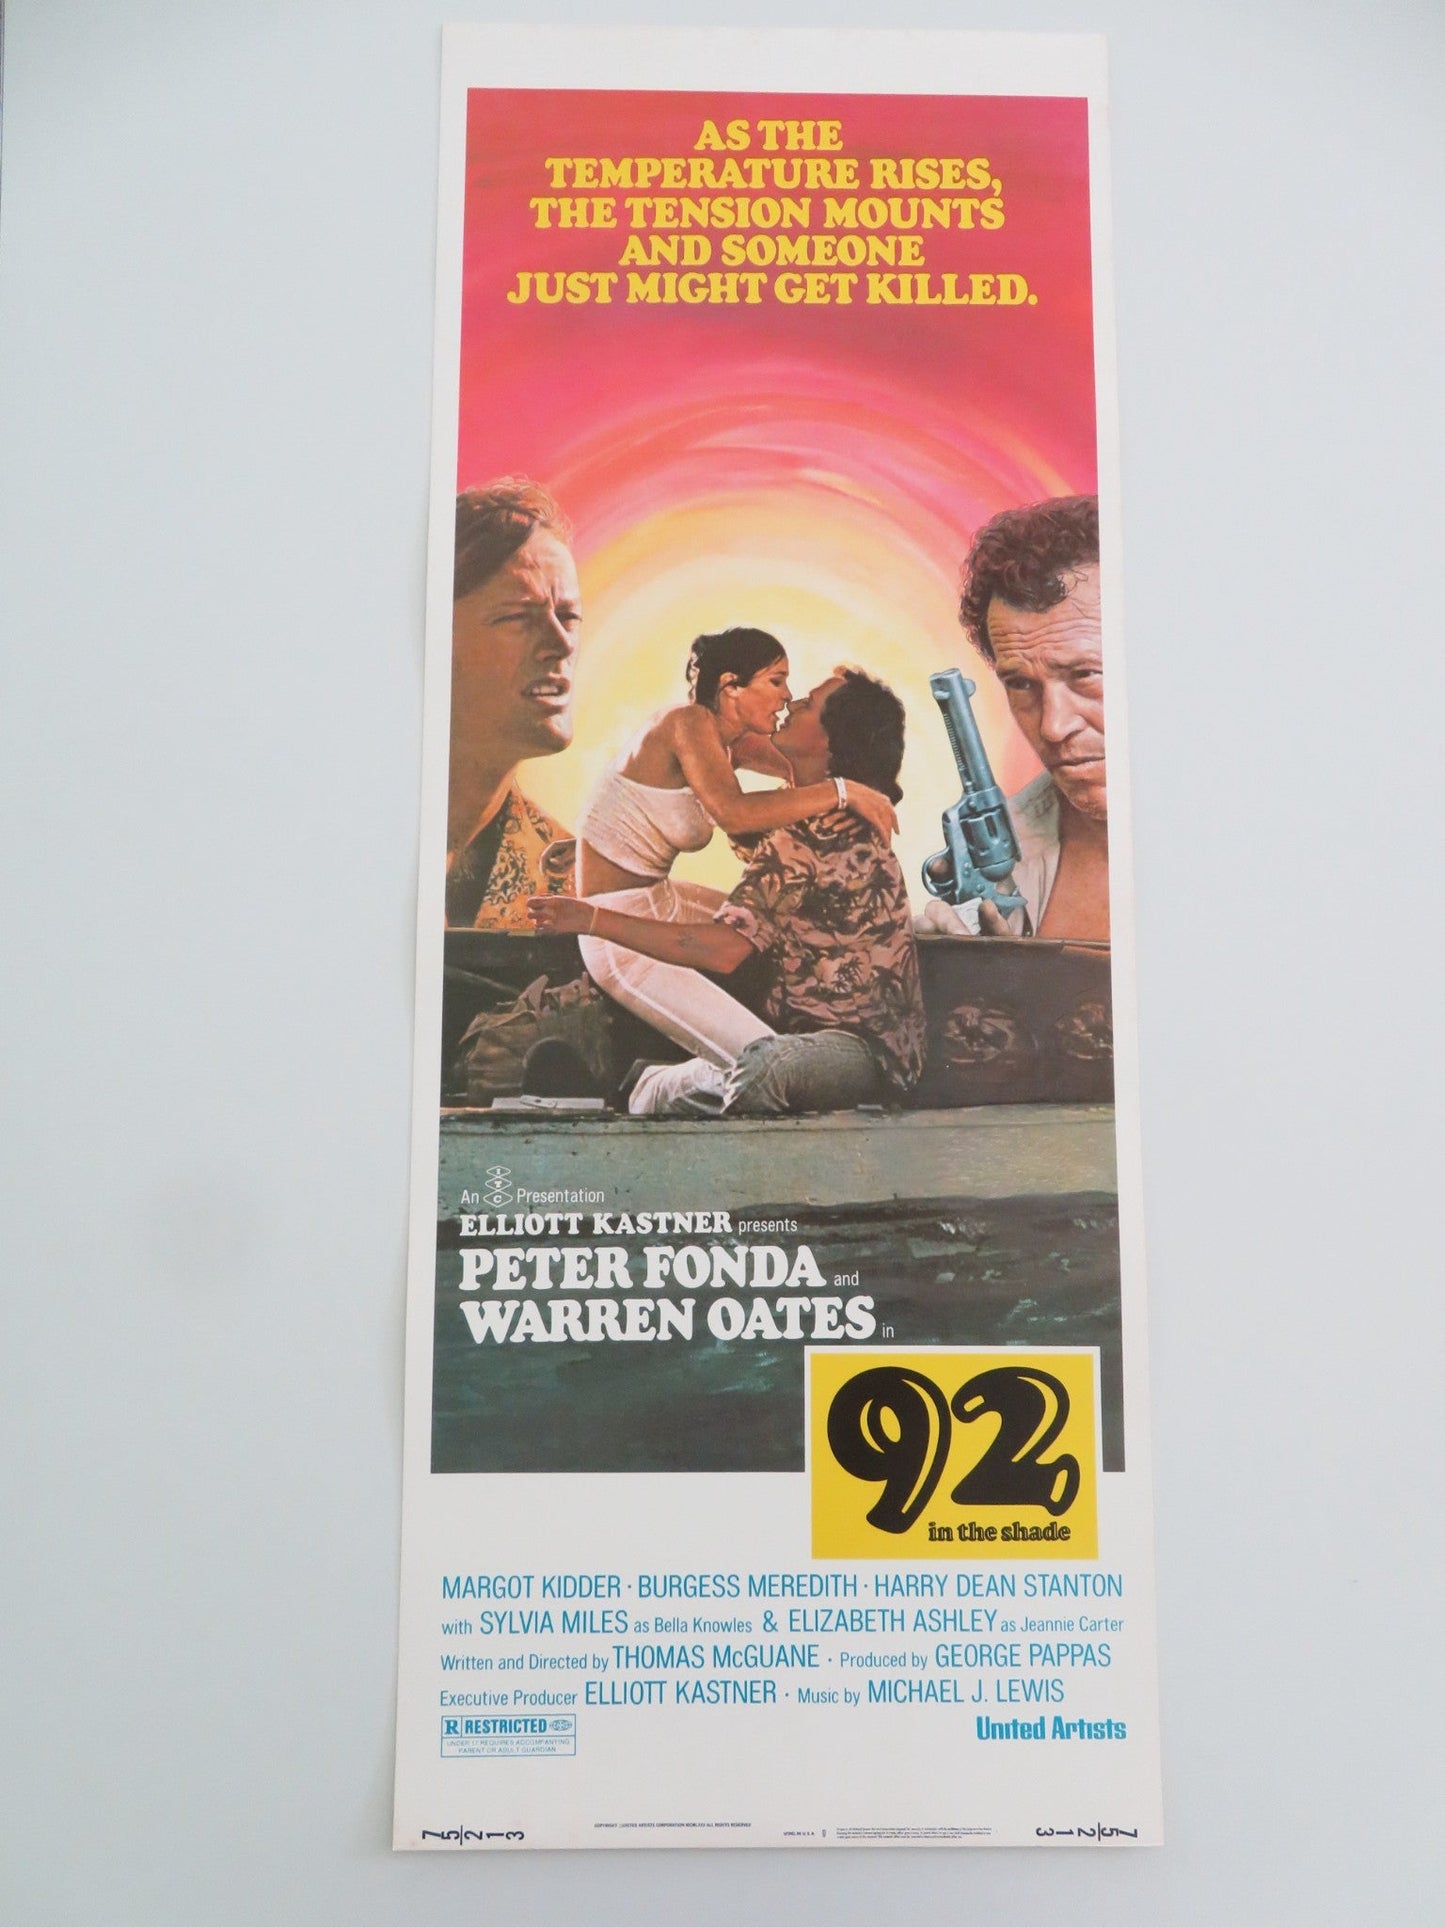 AS THE
TEMPERATURE RISES,
THE TENSION MOUNTS
AND SOMEONE
JUST MIGHT GET KILLED.
An ITC Presentation
ELLIOTT KASTNER presents
PETER FONDA and
WARREN OATES in
92
in the shade
MARGOT KIDDER · BURGESS MEREDITH · HARRY DEAN STANTON
with SYLVIA MILES as Bella Knowles & ELIZABETH ASHLEY as Jeannie Carter
Written and Directed by THOMAS McGUANE · Produced by GEORGE PAPPAS
Executive Producer ELLIOTT KASTNER · Music by MICHAEL J. LEWIS
R RESTRICTED
UNDER 17 REQUIRES ACCOMPANYING
PARENT OR ADULT GUARDIAN
United Artists
75/213
75/213